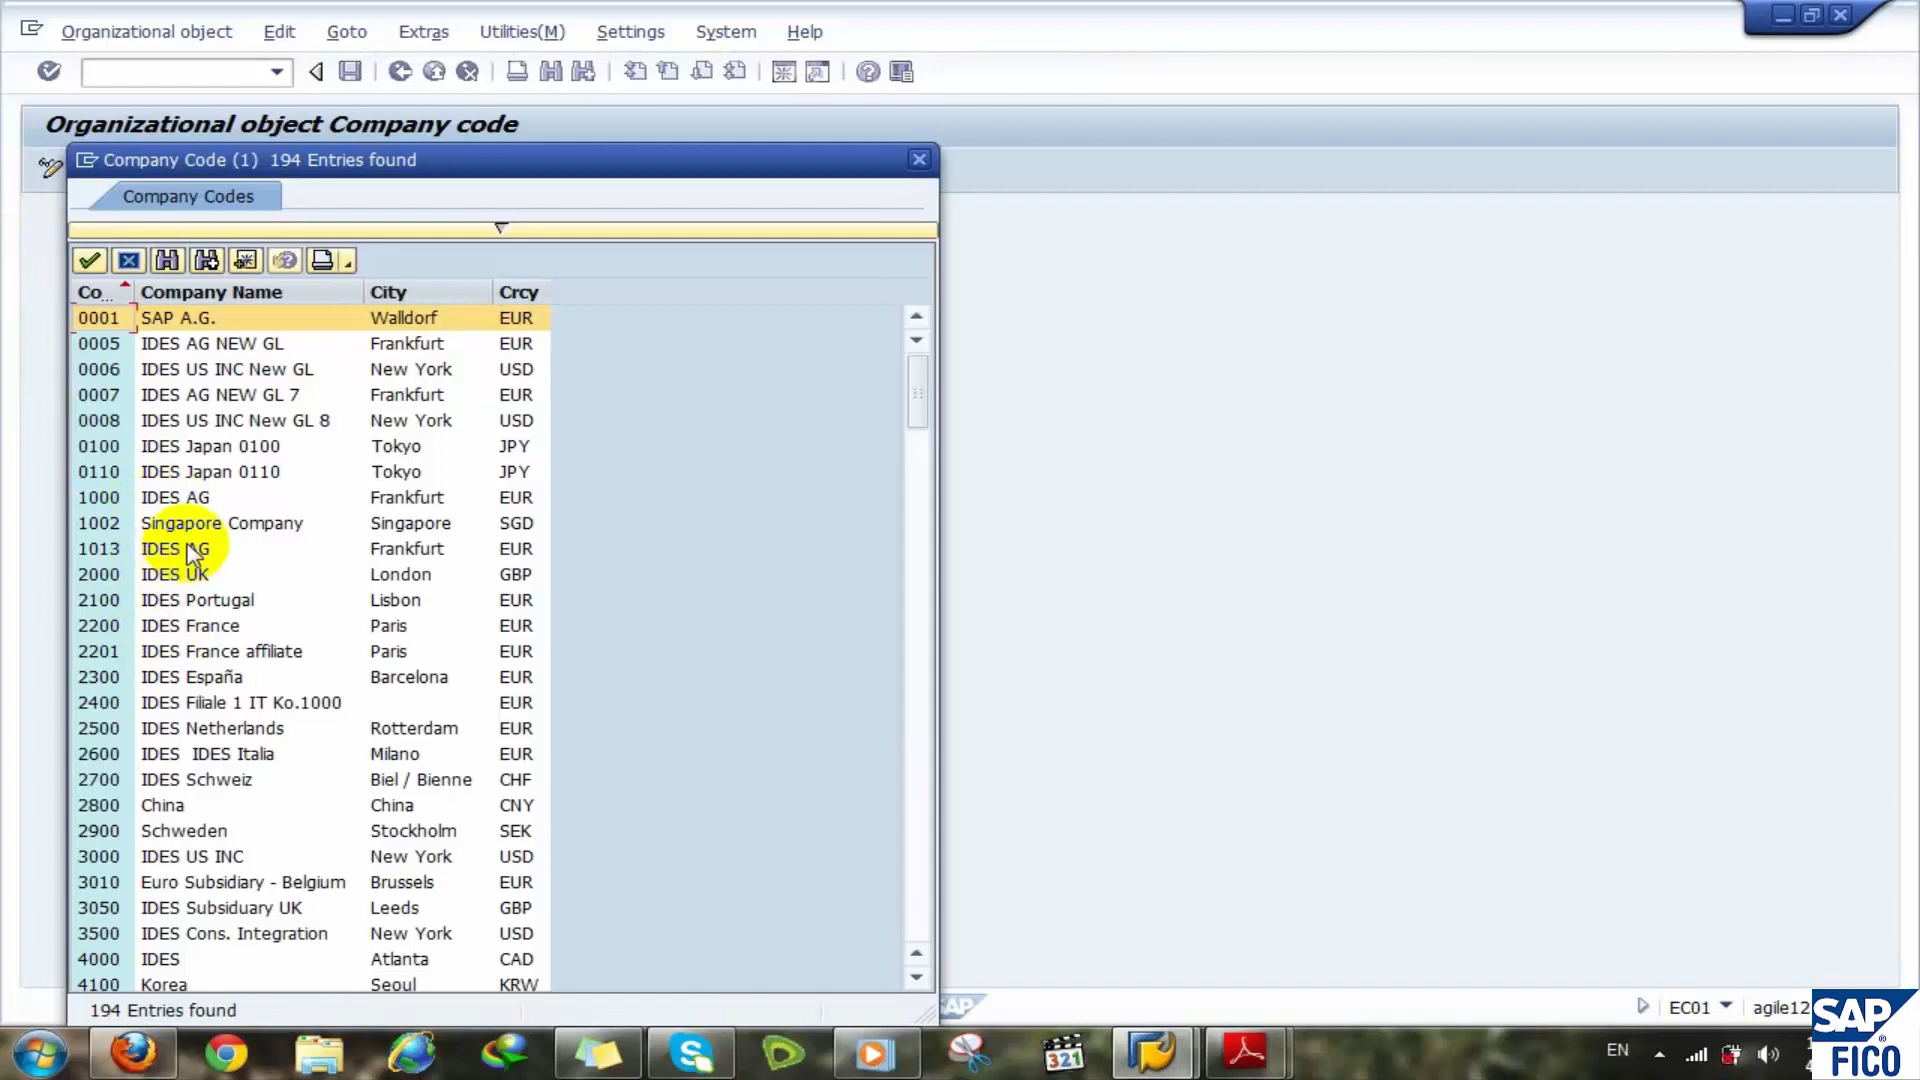 Organizational object Edit Goto Extras Utilities(M) Settings System Help
Organizational object Company code
Company Code (1) 194 Entries found
Company Codes
Co... Company Name City Crcy
0001 SAP A.G. Walldorf EUR
0005 IDES AG NEW GL Frankfurt EUR
0006 IDES US INC New GL New York USD
0007 IDES AG NEW GL 7 Frankfurt EUR
0008 IDES US INC New GL 8 New York USD
0100 IDES Japan 0100 Tokyo JPY
0110 IDES Japan 0110 Tokyo JPY
1000 IDES AG Frankfurt EUR
1002 Singapore Company Singapore SGD
1013 IDES AG Frankfurt EUR
2000 IDES UK London GBP
2100 IDES Portugal Lisbon EUR
2200 IDES France Paris EUR
2201 IDES France affiliate Paris EUR
2300 IDES España Barcelona EUR
2400 IDES Filiale 1 IT Ko.1000 EUR
2500 IDES Netherlands Rotterdam EUR
2600 IDES IDES Italia Milano EUR
2700 IDES Schweiz Biel / Bienne CHF
2800 China China CNY
2900 Schweden Stockholm SEK
3000 IDES US INC New York USD
3010 Euro Subsidiary - Belgium Brussels EUR
3050 IDES Subsiduary UK Leeds GBP
3500 IDES Cons. Integration New York USD
4000 IDES Atlanta CAD
4100 Korea Seoul KRW
194 Entries found
SAP
EC01 agile12
SAP
FICO
321
EN